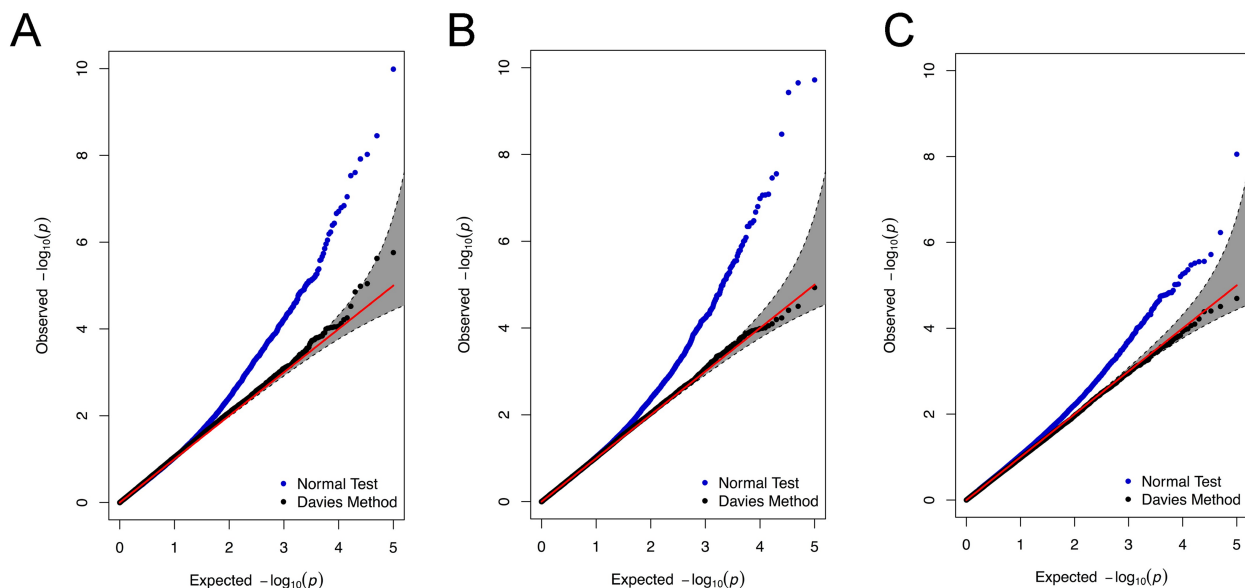 A
10
8
6
4
2
0
Observed −log10(p)
Normal Test
Davies Method
0 1 2 3 4 5
Expected −log10(p)
B
10
8
6
4
2
0
Observed −log10(p)
Normal Test
Davies Method
0 1 2 3 4 5
Expected −log10(p)
C
10
8
6
4
2
0
Observed −log10(p)
Normal Test
Davies Method
0 1 2 3 4 5
Expected −log10(p)